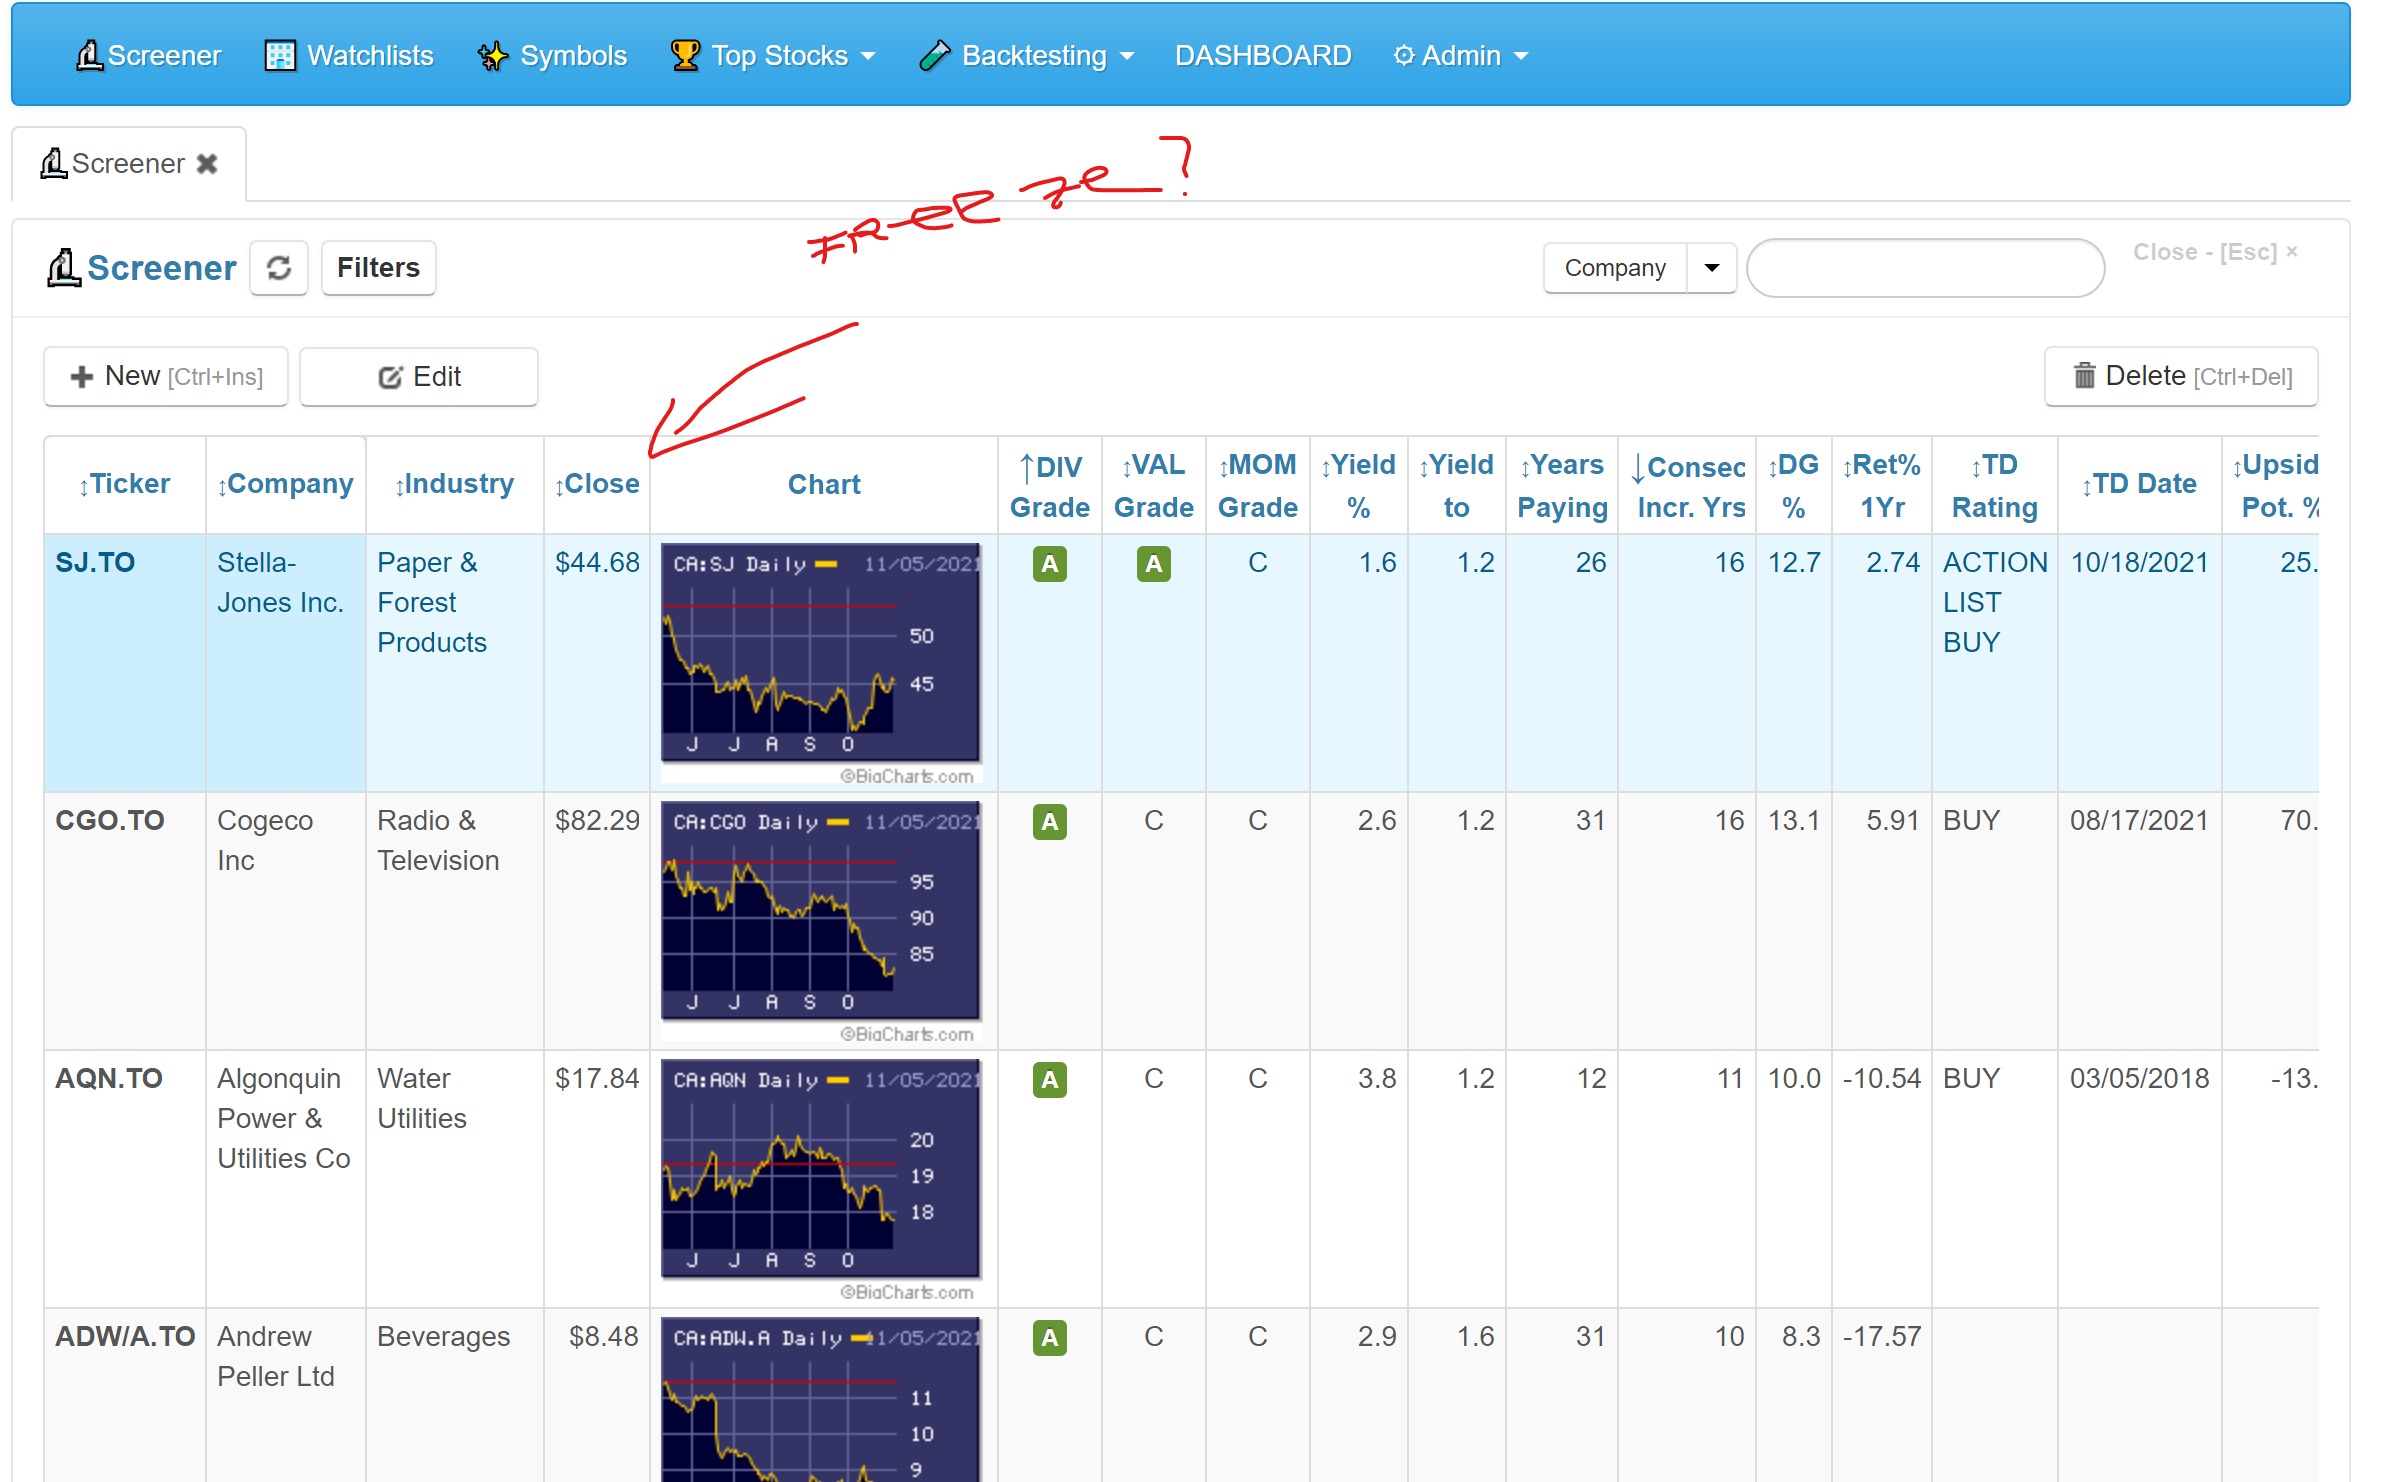 Screener Watchlists Symbols Top Stocks Backtesting DASHBOARD Admin
Screener
FREEZE?
Screener Filters Company Close - [Esc] ×
New [Ctrl+Ins] Edit Delete [Ctrl+Del]
Ticker Company Industry Close Chart DIV Grade VAL Grade MOM Grade Yield % Yield to Years Paying Consec Incr. Yrs DG % Ret% 1Yr TD Rating TD Date Upsid Pot. %
SJ.TO Stella-Jones Inc. Paper & Forest Products $44.68 A A C 1.6 1.2 26 16 12.7 2.74 ACTION LIST BUY 10/18/2021 25.
CA:SJ Daily 11/05/2021
50
45
J J A S O
©BigCharts.com
CGO.TO Cogeco Inc Radio & Television $82.29 A C C 2.6 1.2 31 16 13.1 5.91 BUY 08/17/2021 70.
CA:CGO Daily 11/05/2021
95
90
85
J J A S O
©BigCharts.com
AQN.TO Algonquin Power & Utilities Co Water Utilities $17.84 A C C 3.8 1.2 12 11 10.0 -10.54 BUY 03/05/2018 -13.
CA:AQN Daily 11/05/2021
20
19
18
J J A S O
©BigCharts.com
ADW/A.TO Andrew Peller Ltd Beverages $8.48 A C C 2.9 1.6 31 10 8.3 -17.57
CA:ADW.A Daily 11/05/2021
11
10
9